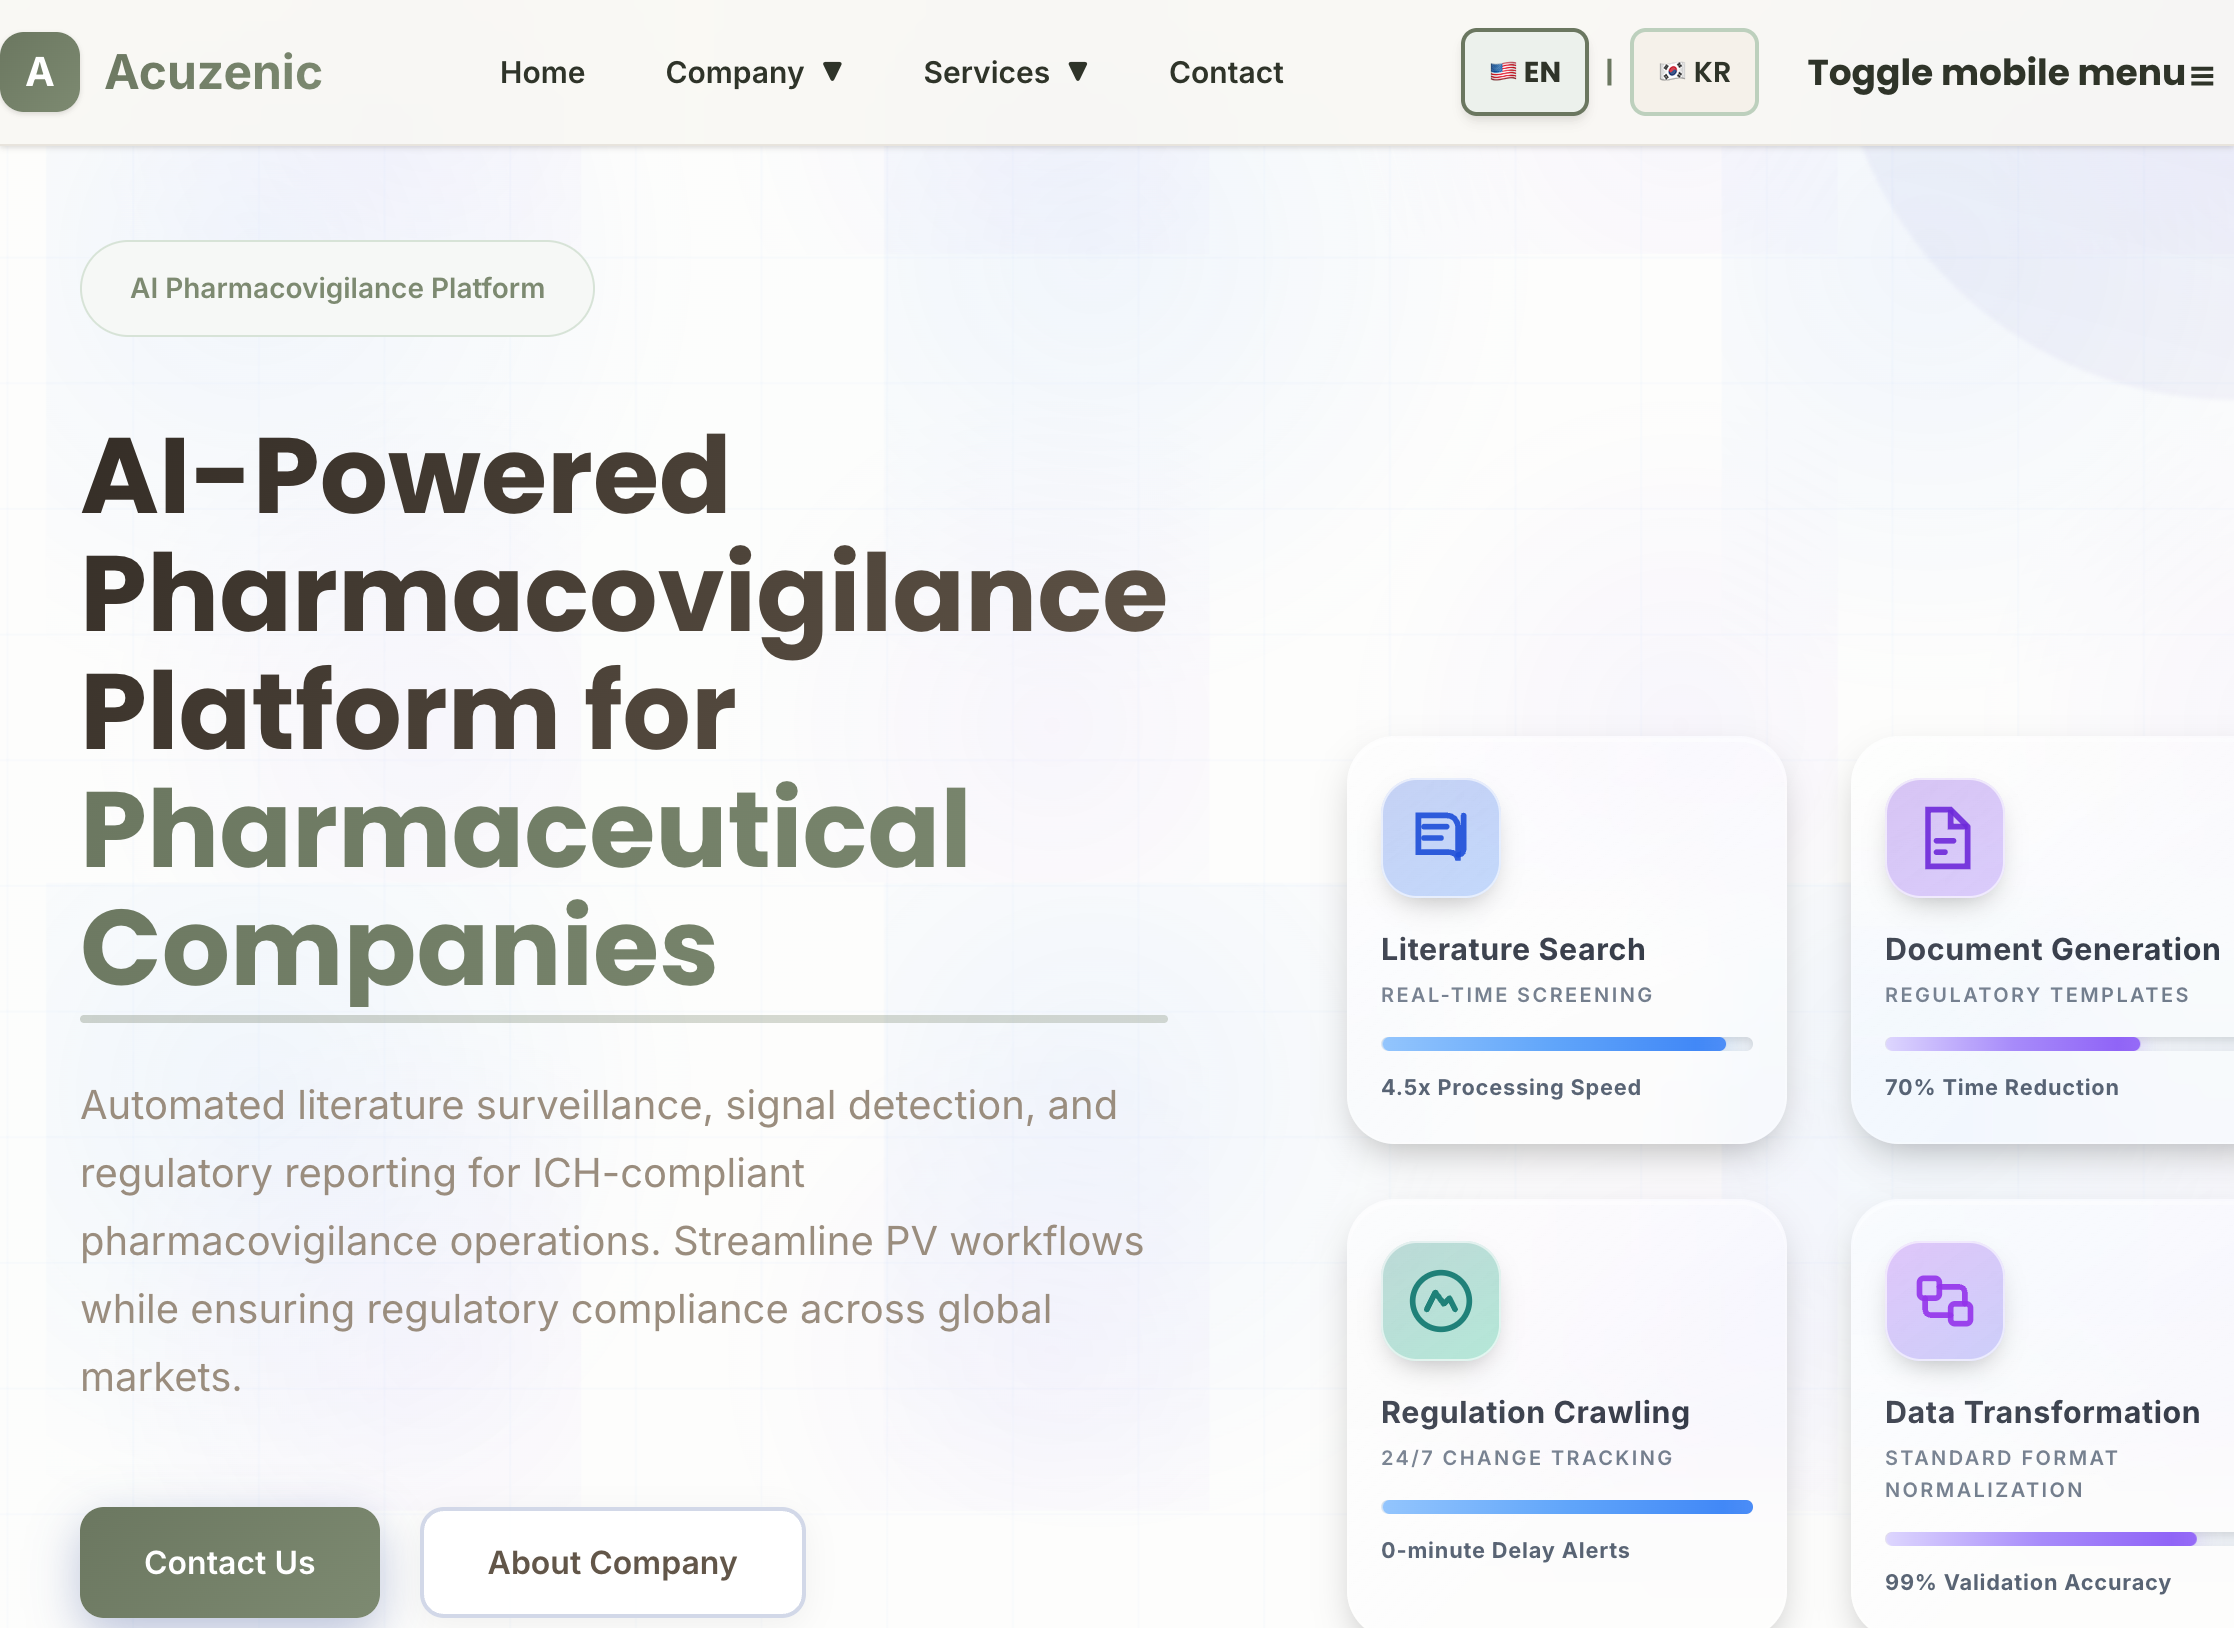 A Acuzenic Home Company ▼ Services ▼ Contact 🇺🇸 EN | 🇰🇷 KR Toggle mobile menu☰
AI Pharmacovigilance Platform
AI-Powered
Pharmacovigilance
Platform for
Pharmaceutical
Companies
Automated literature surveillance, signal detection, and
regulatory reporting for ICH-compliant
pharmacovigilance operations. Streamline PV workflows
while ensuring regulatory compliance across global
markets.
Contact Us
About Company
Literature Search
REAL-TIME SCREENING
4.5x Processing Speed
Document Generation
REGULATORY TEMPLATES
70% Time Reduction
Regulation Crawling
24/7 CHANGE TRACKING
0-minute Delay Alerts
Data Transformation
STANDARD FORMAT
NORMALIZATION
99% Validation Accuracy